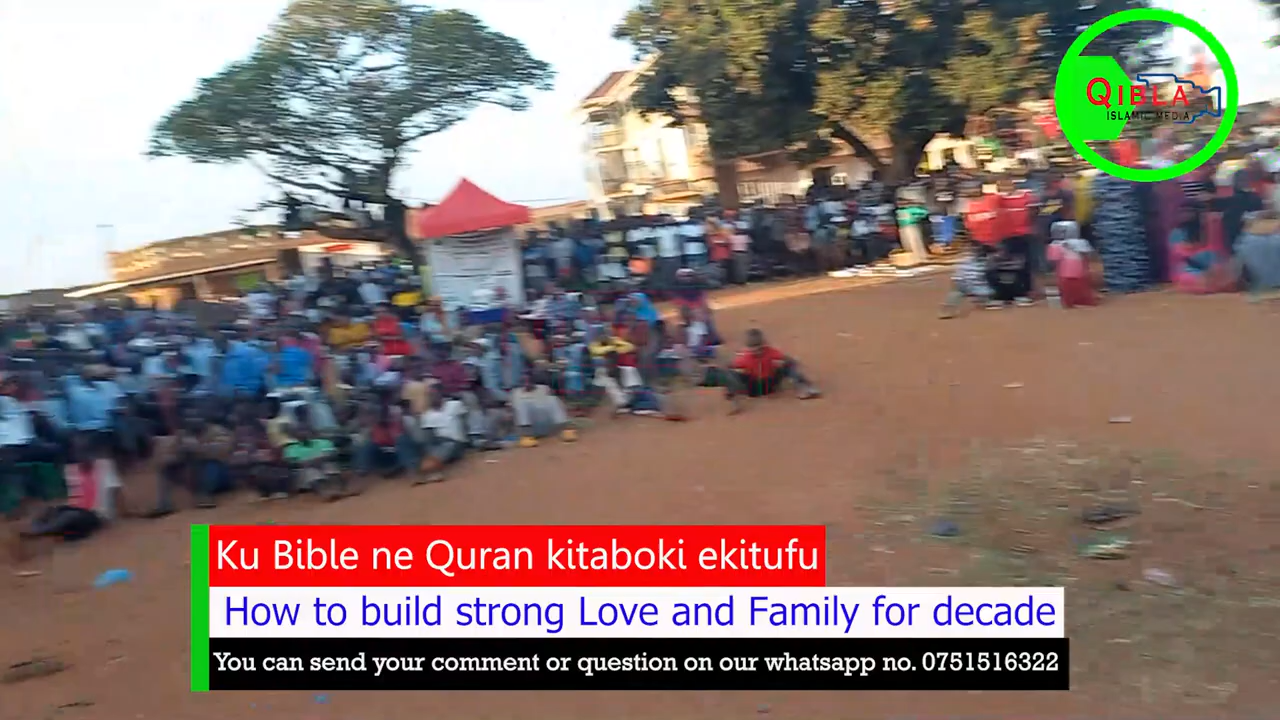 QIBLA
ISLAMIC MEDIA
Ku Bible ne Quran kitaboki ekitufu
How to build strong Love and Family for decade
You can send your comment or question on our whatsapp no. 0751516322